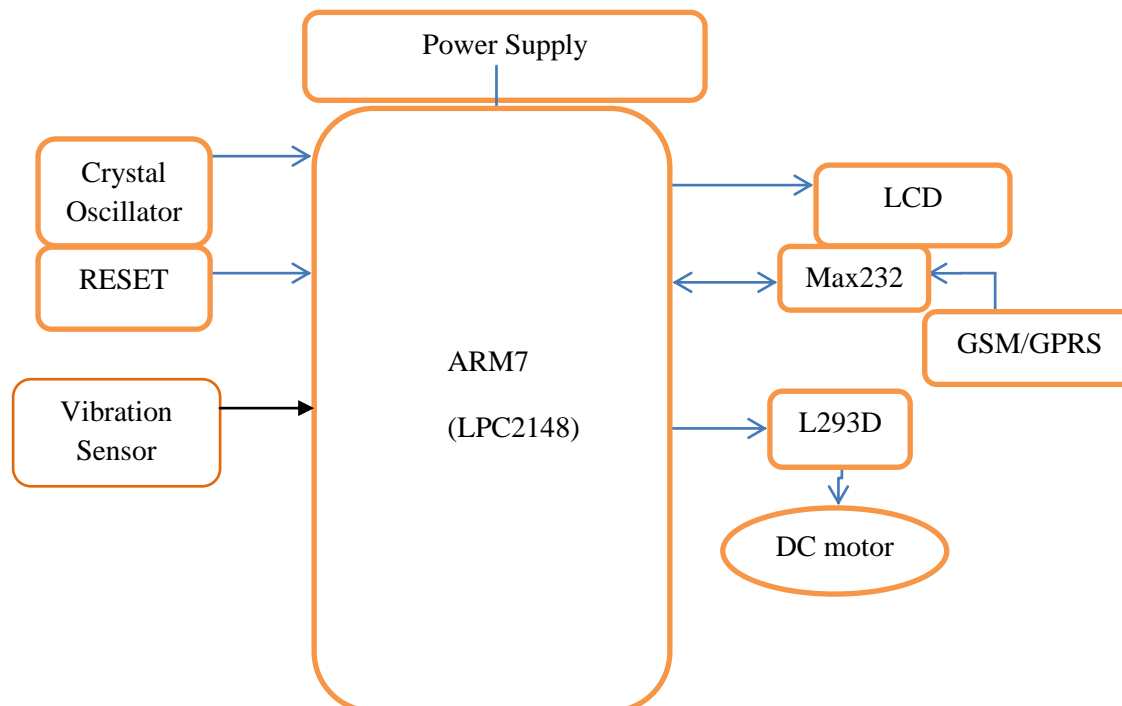 Power Supply
Crystal
Oscillator
RESET
Vibration
Sensor
ARM7
(LPC2148)
LCD
Max232
GSM/GPRS
L293D
DC motor